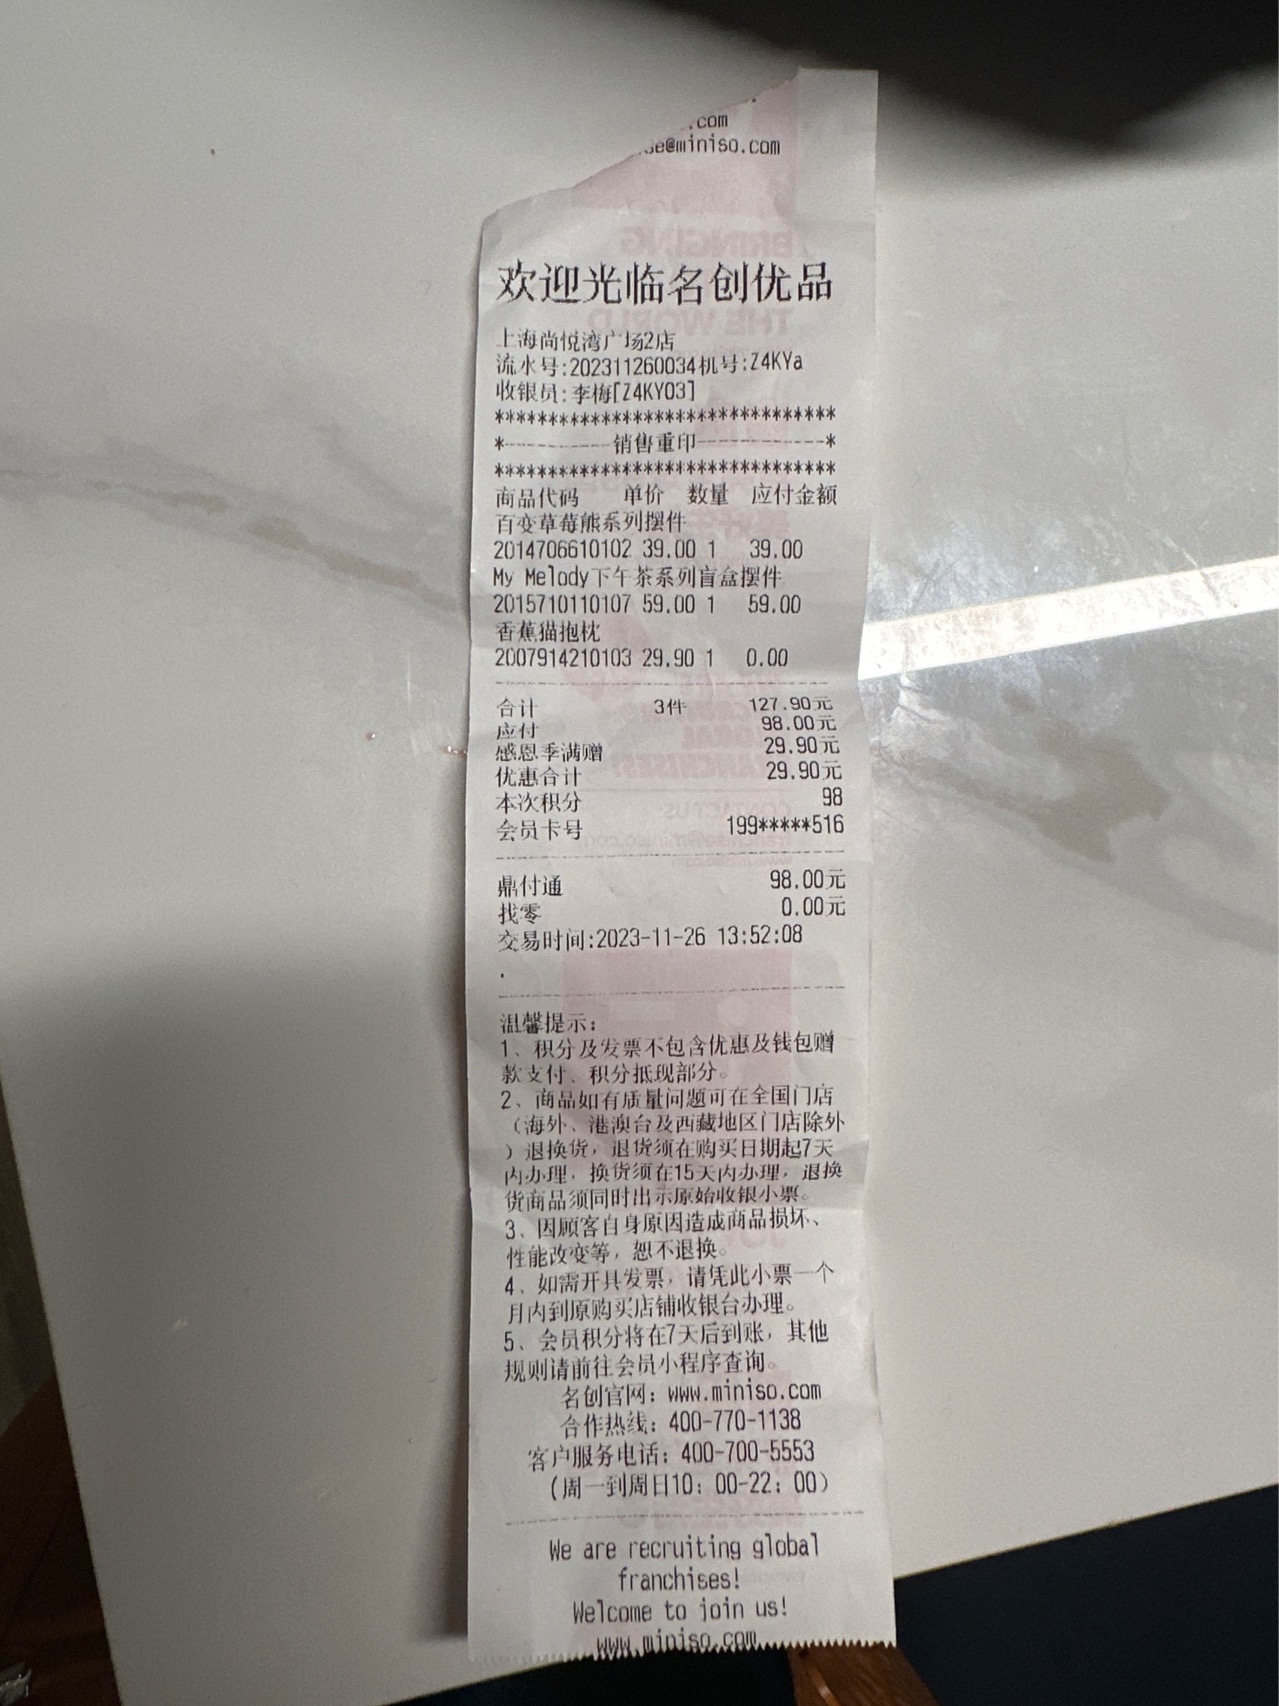 .com
se@miniso.com
欢迎光临名创优品
上海尚悦湾广场2店
流水号:202311260034机号:Z4KYa
收银员:李梅[Z4KY03]
********************************
*-----------销售重印-------------*
********************************
商品代码 单价 数量 应付金额
百变草莓熊系列摆件
2014706610102 39.00 1 39.00
My Melody下午茶系列盲盒摆件
2015710110107 59.00 1 59.00
香蕉猫抱枕
2007914210103 29.90 1 0.00
合计 3件 127.90元
应付 98.00元
感恩季满赠 29.90元
优惠合计 29.90元
本次积分 98
会员卡号 199*****516
鼎付通 98.00元
找零 0.00元
交易时间:2023-11-26 13:52:08
.
温馨提示:
1、积分及发票不包含优惠及钱包赠
款支付、积分抵现部分。
2、商品如有质量问题可在全国门店
（海外、港澳台及西藏地区门店除外
）退换货，退货须在购买日期起7天
内办理，换货须在15天内办理，退换
货商品须同时出示原始收银小票。
3、因顾客自身原因造成商品损坏、
性能改变等，恕不退换。
4、如需开具发票，请凭此小票一个
月内到原购买店铺收银台办理。
5、会员积分将在7天后到账，其他
规则请前往会员小程序查询。
名创官网：www.miniso.com
合作热线：400-770-1138
客户服务电话：400-700-5553
(周一到周日10：00-22：00)
We are recruiting global
franchises!
Welcome to join us!
www.miniso.com